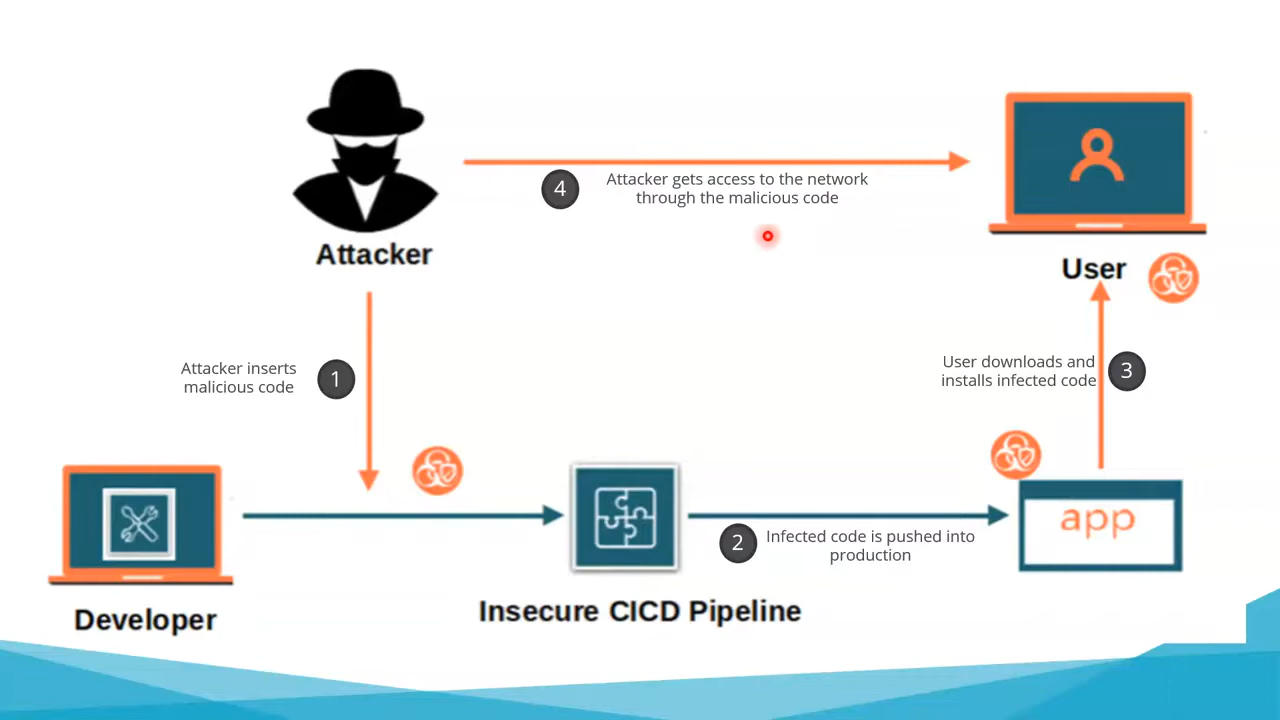 Attacker
4
Attacker gets access to the network
through the malicious code
User
Attacker inserts
malicious code
1
User downloads and
installs infected code
3
Developer
Insecure CICD Pipeline
2
Infected code is pushed into
production
app